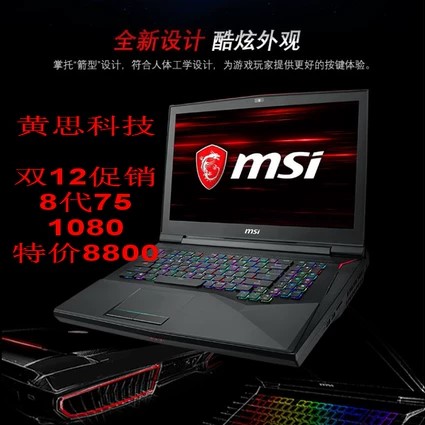 全新设计 酷炫外观
掌托“箭型”设计，符合人体工学设计，为游戏玩家提供更好的按键体验。
黄思科技
双12促销
8代75
1080
特价8800
msi
msi